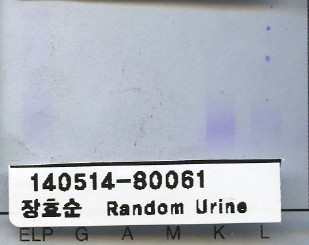 140514-80061
장효순 Random Urine
ELP G A M K L